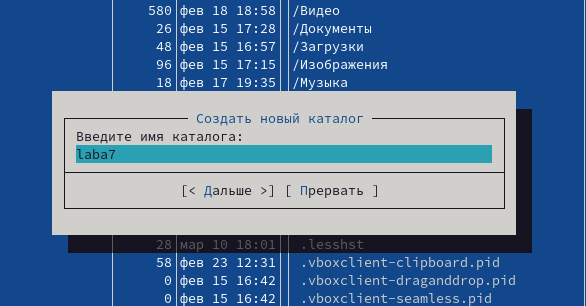 580 фев 18 18:58 /Видео
26 фев 15 17:28 /Документы
48 фев 15 16:57 /Загрузки
96 фев 15 17:15 /Изображения
18 фев 17 19:35 /Музыка
Создать новый каталог
Введите имя каталога:
laba7
[< Дальше >] [ Прервать ]
28 мар 10 18:01 .lesshst
58 фев 23 12:31 .vboxclient-clipboard.pid
0 фев 15 16:42 .vboxclient-draganddrop.pid
0 фев 15 16:42 .vboxclient-seamless.pid